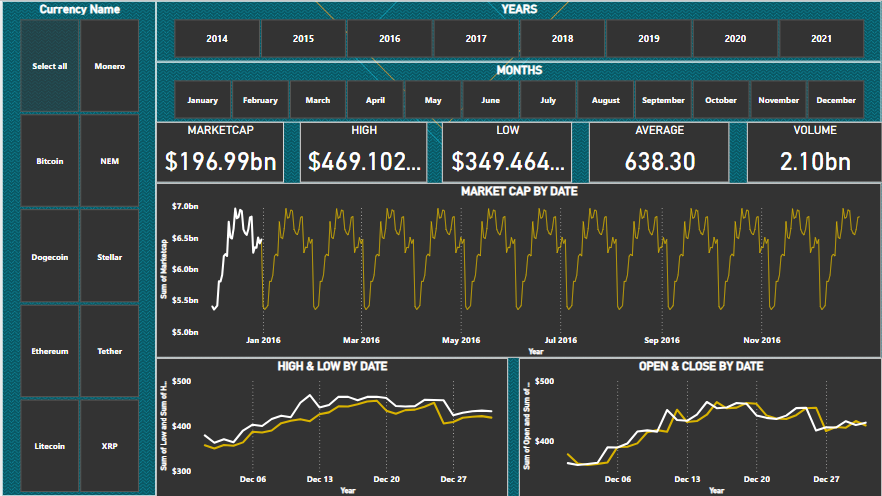 Currency Name
Select all Monero
Bitcoin NEM
Dogecoin Stellar
Ethereum Tether
Litecoin XRP
YEARS
2014 2015 2016 2017 2018 2019 2020 2021
MONTHS
January February March April May June July August September October November December
MARKETCAP
$196.99bn
HIGH
$469.102...
LOW
$349.464...
AVERAGE
638.30
VOLUME
2.10bn
MARKET CAP BY DATE
Sum of Marketcap
$7.0bn
$6.5bn
$6.0bn
$5.5bn
$5.0bn
Jan 2016 Mar 2016 May 2016 Jul 2016 Sep 2016 Nov 2016
Year
HIGH & LOW BY DATE
Sum of Low and Sum of H...
$500
$400
$300
Dec 06 Dec 13 Dec 20 Dec 27
Year
OPEN & CLOSE BY DATE
Sum of Open and Sum of ...
$500
$400
Dec 06 Dec 13 Dec 20 Dec 27
Year